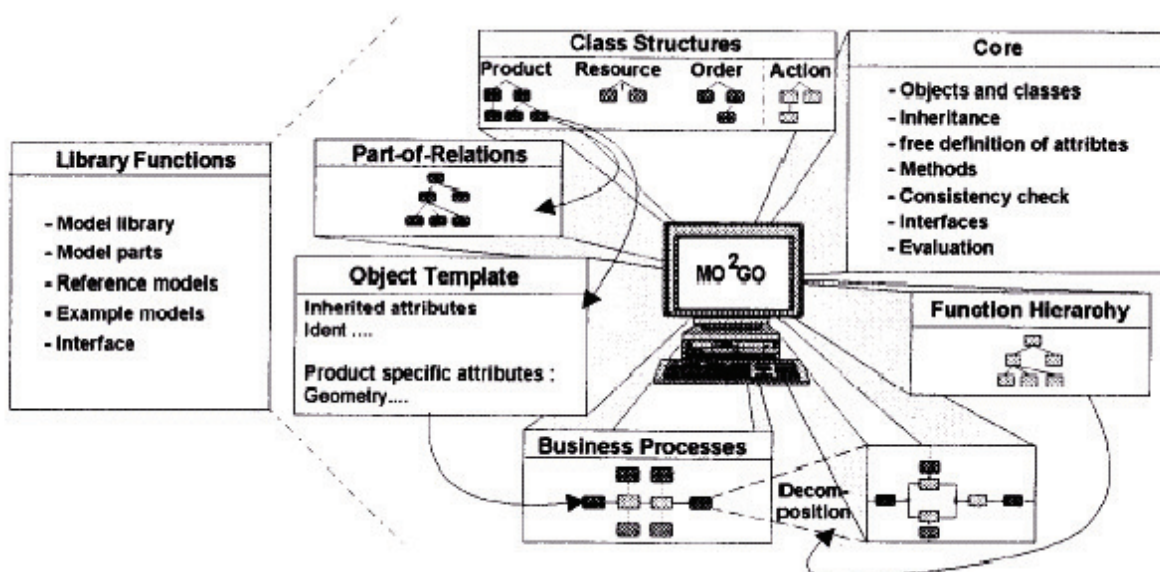 Class Structures
Product Resource Order Action
Core
- Objects and classes
- Inheritance
- free definition of attribtes
- Methods
- Consistency check
- Interfaces
- Evaluation
Library Functions
- Model library
- Model parts
- Reference models
- Example models
- Interface
Part-of-Relations
Object Template
Inherited attributes
Ident ....
Product specific attributes :
Geometry....
MO²GO
Function Hierarchy
Business Processes
Decom-
position